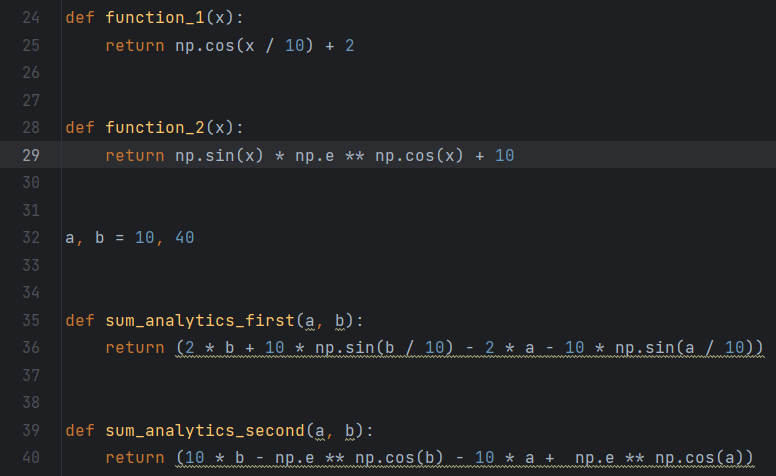 24 def function_1(x):
25     return np.cos(x / 10) + 2
26
27
28 def function_2(x):
29     return np.sin(x) * np.e ** np.cos(x) + 10
30
31
32 a, b = 10, 40
33
34
35 def sum_analytics_first(a, b):
36     return (2 * b + 10 * np.sin(b / 10) - 2 * a - 10 * np.sin(a / 10))
37
38
39 def sum_analytics_second(a, b):
40     return (10 * b - np.e ** np.cos(b) - 10 * a +  np.e ** np.cos(a))